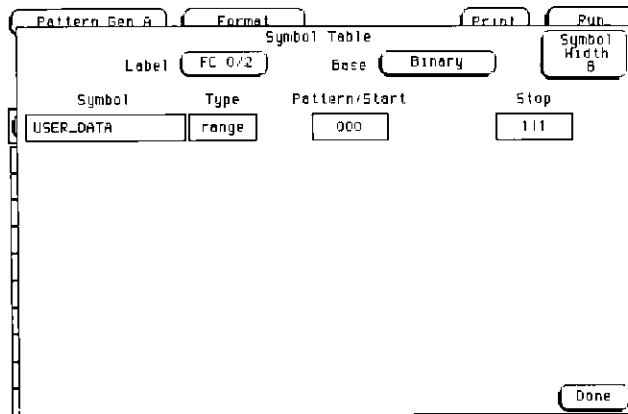 Pattern Gen A Format Print Run
Symbol Table
Label FC 0/2 Base Binary Symbol Width 8
Symbol Type Pattern/Start Stop
USER_DATA range 000 111
Done